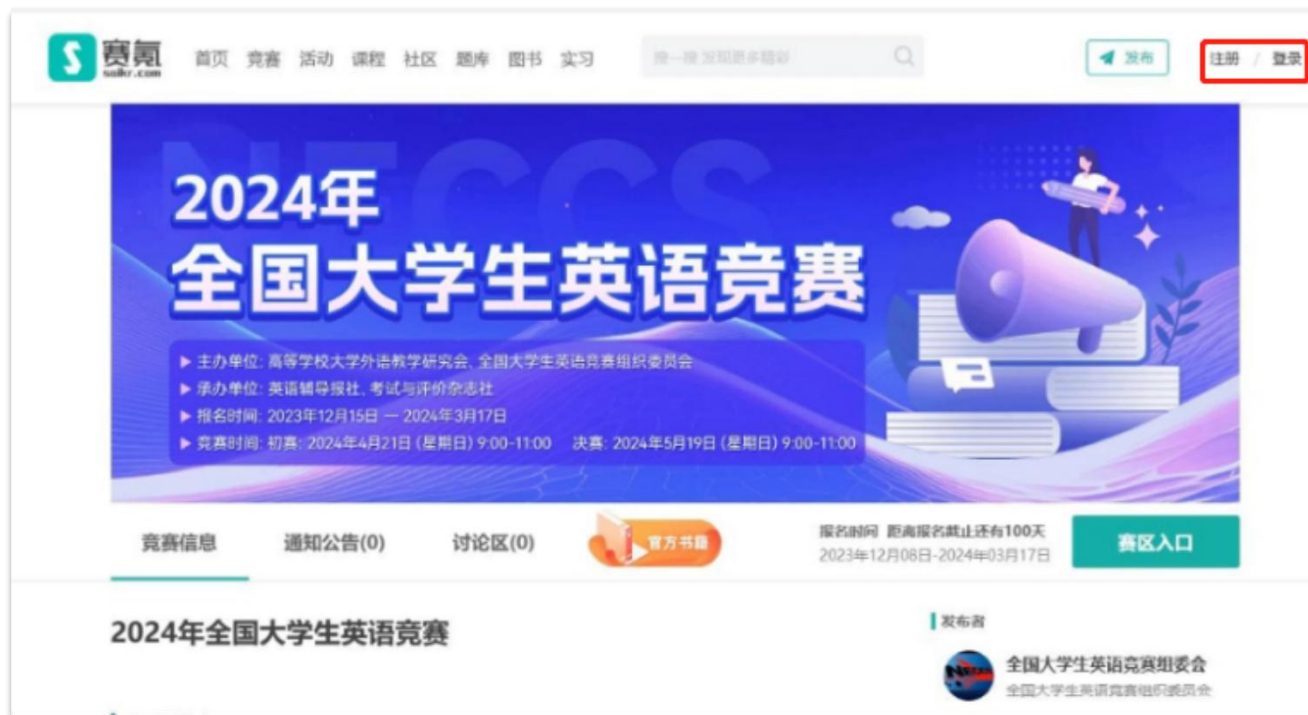 赛氪
saikr.com
首页 竞赛 活动 课程 社区 题库 图书 实习
搜一搜 发现更多精彩
发布
注册 / 登录
NECCS
2024年
全国大学生英语竞赛
▶ 主办单位: 高等学校大学外语教学研究会、全国大学生英语竞赛组织委员会
▶ 承办单位: 英语辅导报社、考试与评价杂志社
▶ 报名时间: 2023年12月15日 — 2024年3月17日
▶ 竞赛时间: 初赛: 2024年4月21日 (星期日) 9:00-11:00 决赛: 2024年5月19日 (星期日) 9:00-11:00
竞赛信息 通知公告(0) 讨论区(0)
官方书籍
报名时间 距离报名截止还有100天
2023年12月08日-2024年03月17日
赛区入口
2024年全国大学生英语竞赛
发布者
NECCS
全国大学生英语竞赛组委会
全国大学生英语竞赛组织委员会